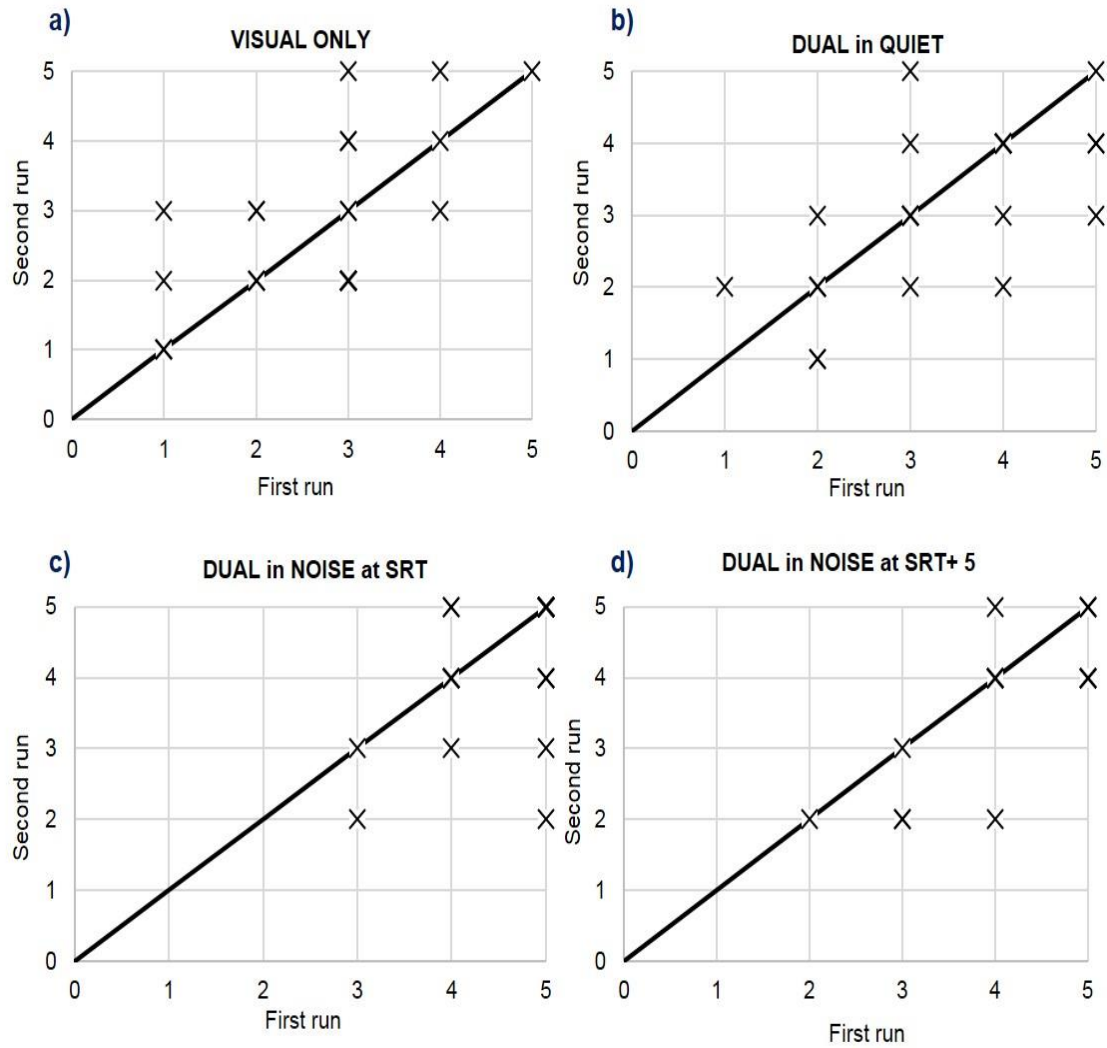 a)
VISUAL ONLY
5
4
3
2
1
0
Second run
0 1 2 3 4 5
First run
b)
DUAL in QUIET
5
4
3
2
1
0
Second run
0 1 2 3 4 5
First run
c)
DUAL in NOISE at SRT
5
4
3
2
1
0
Second run
0 1 2 3 4 5
First run
d)
DUAL in NOISE at SRT+ 5
5
4
3
2
1
0
Second run
0 1 2 3 4 5
First run